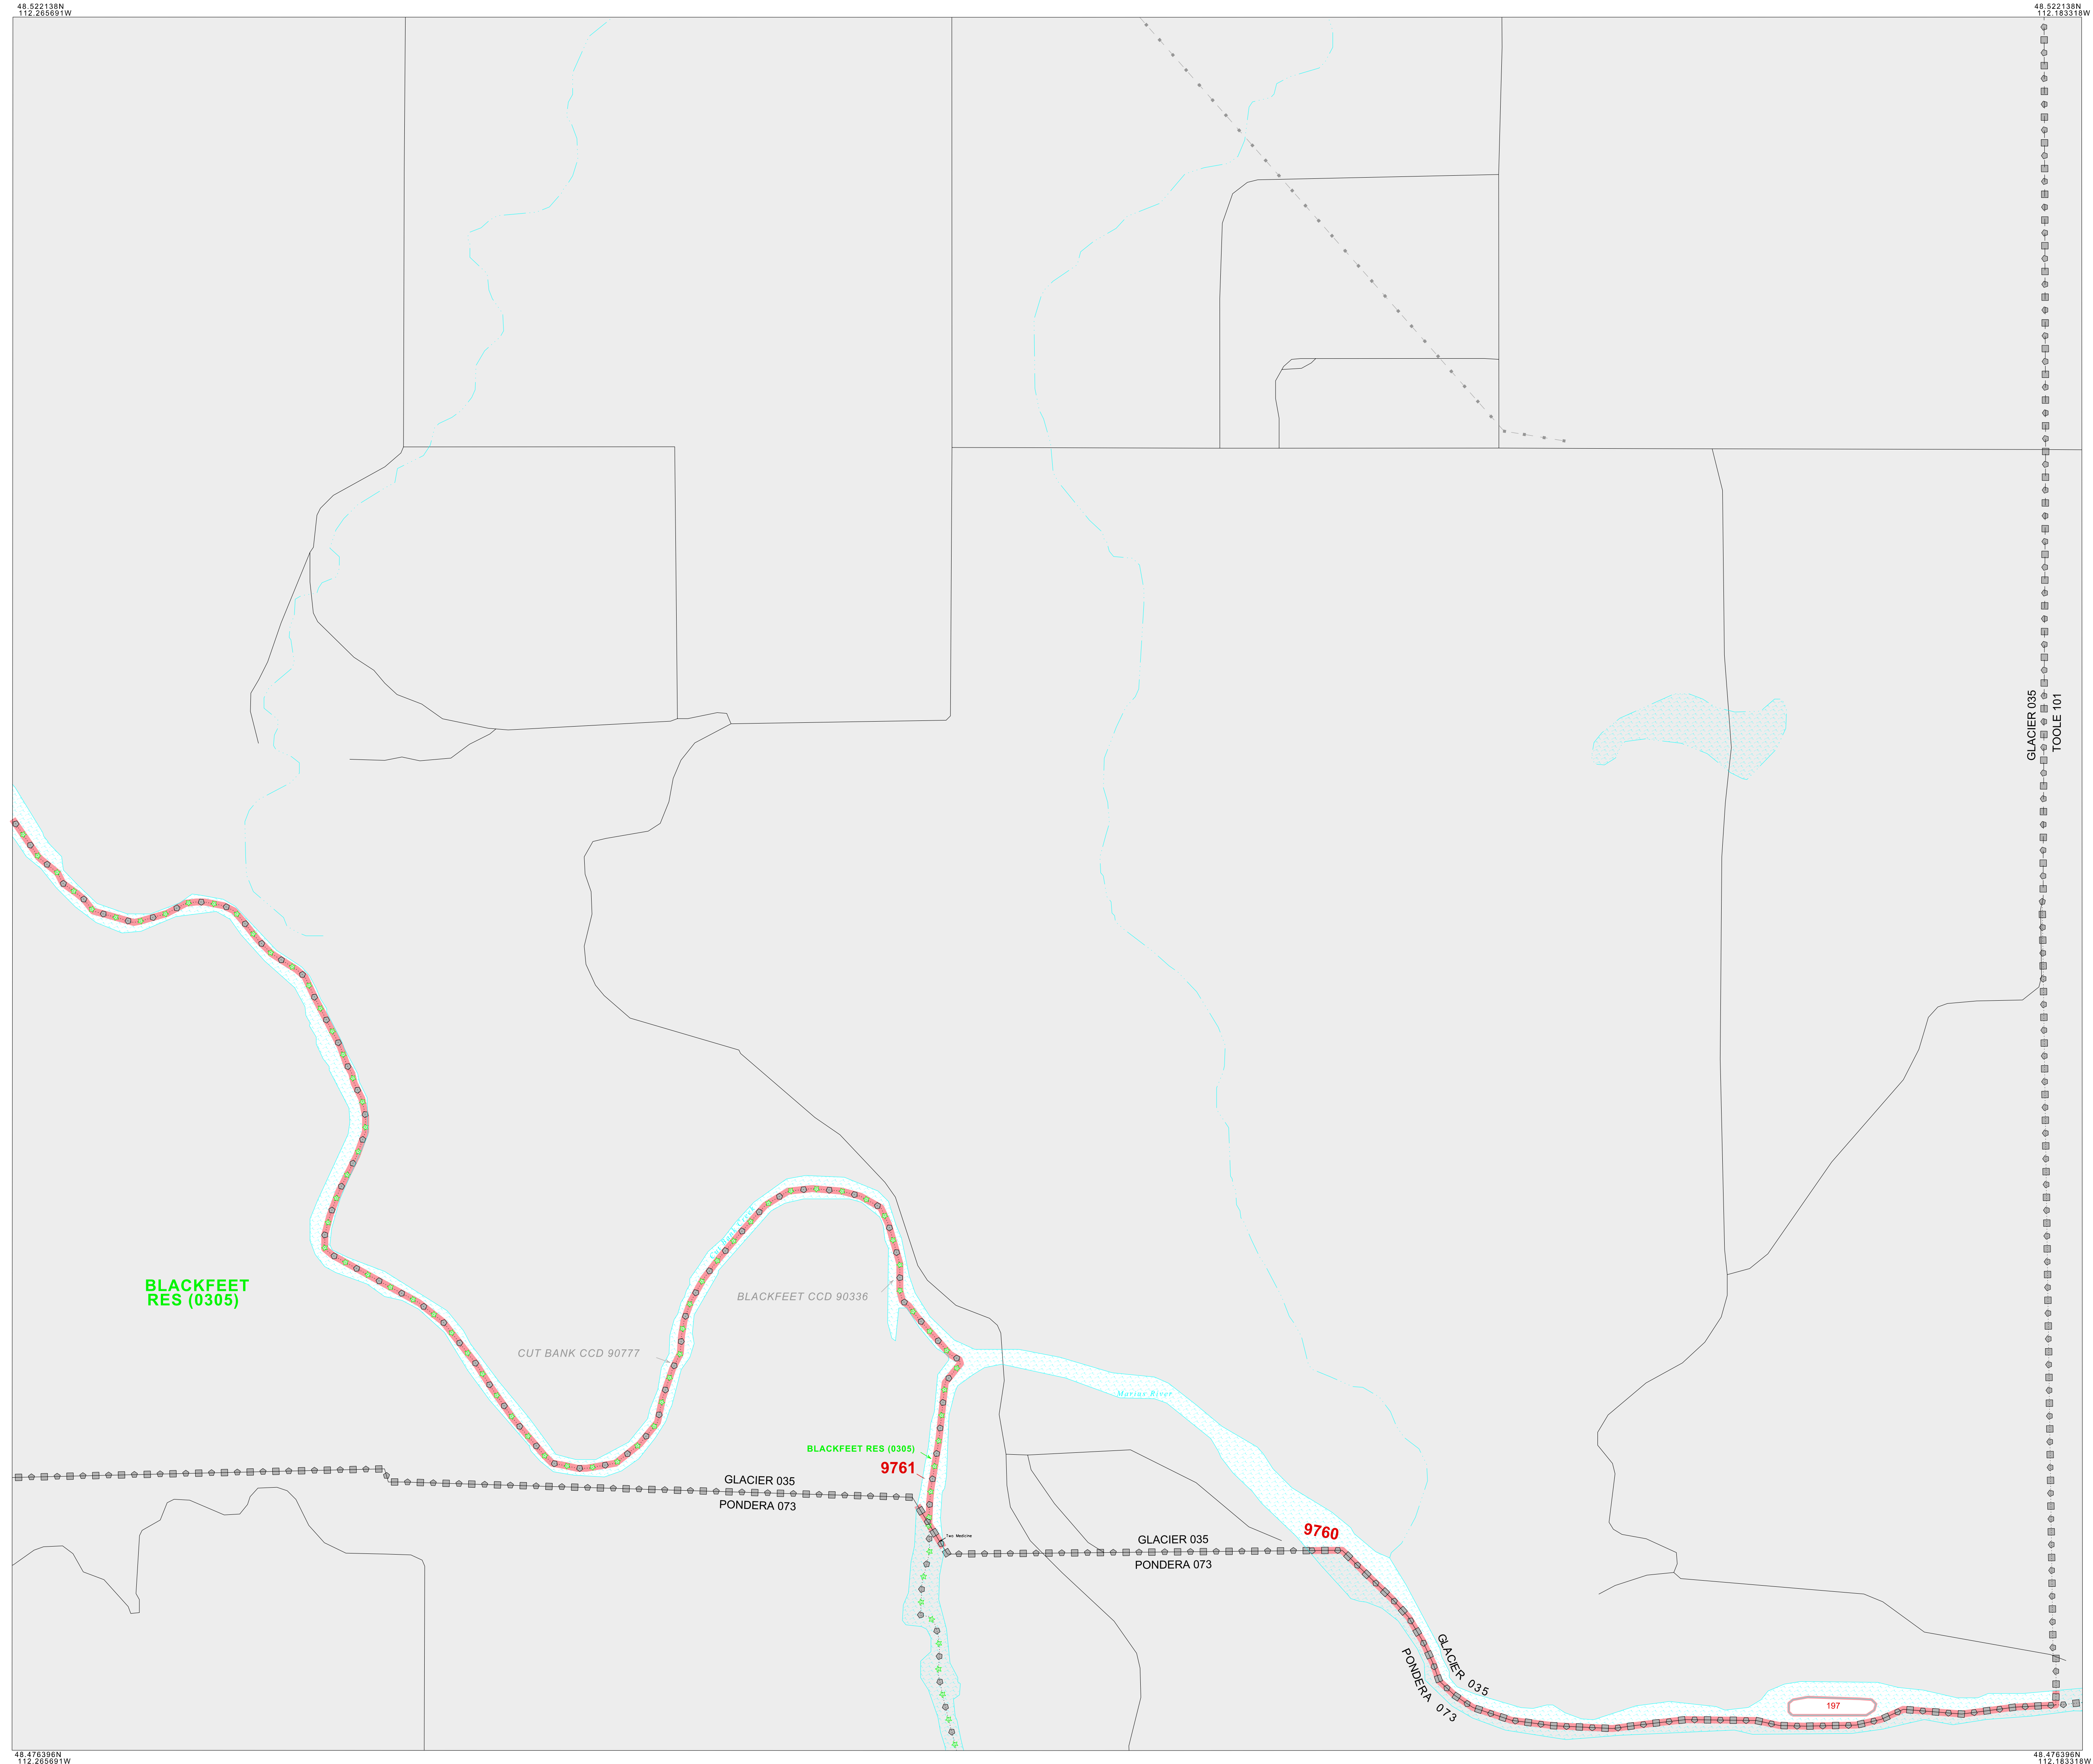 48.522138N
112.265691W
48.522138N
112.183318W
GLACIER 035
TOOLE 101
BLACKFEET
RES (0305)
BLACKFEET CCD 90336
CUT BANK CCD 90777
Marias River
BLACKFEET RES (0305)
9761
GLACIER 035
PONDERA 073
Two Medicine
9760
GLACIER 035
PONDERA 073
GLACIER 035
PONDERA 073
197
48.476396N
112.265691W
48.476396N
112.183318W